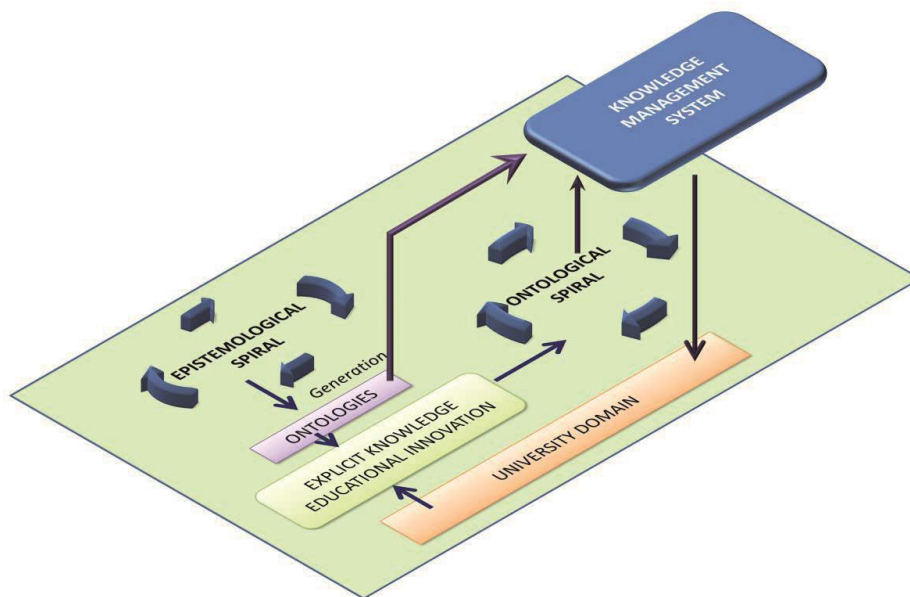 KNOWLEDGE
MANAGEMENT
SYSTEM
ONTOLOGICAL
SPIRAL
EPISTEMOLOGICAL
SPIRAL
Generation
ONTOLOGIES
EXPLICIT KNOWLEDGE
EDUCATIONAL INNOVATION
UNIVERSITY DOMAIN